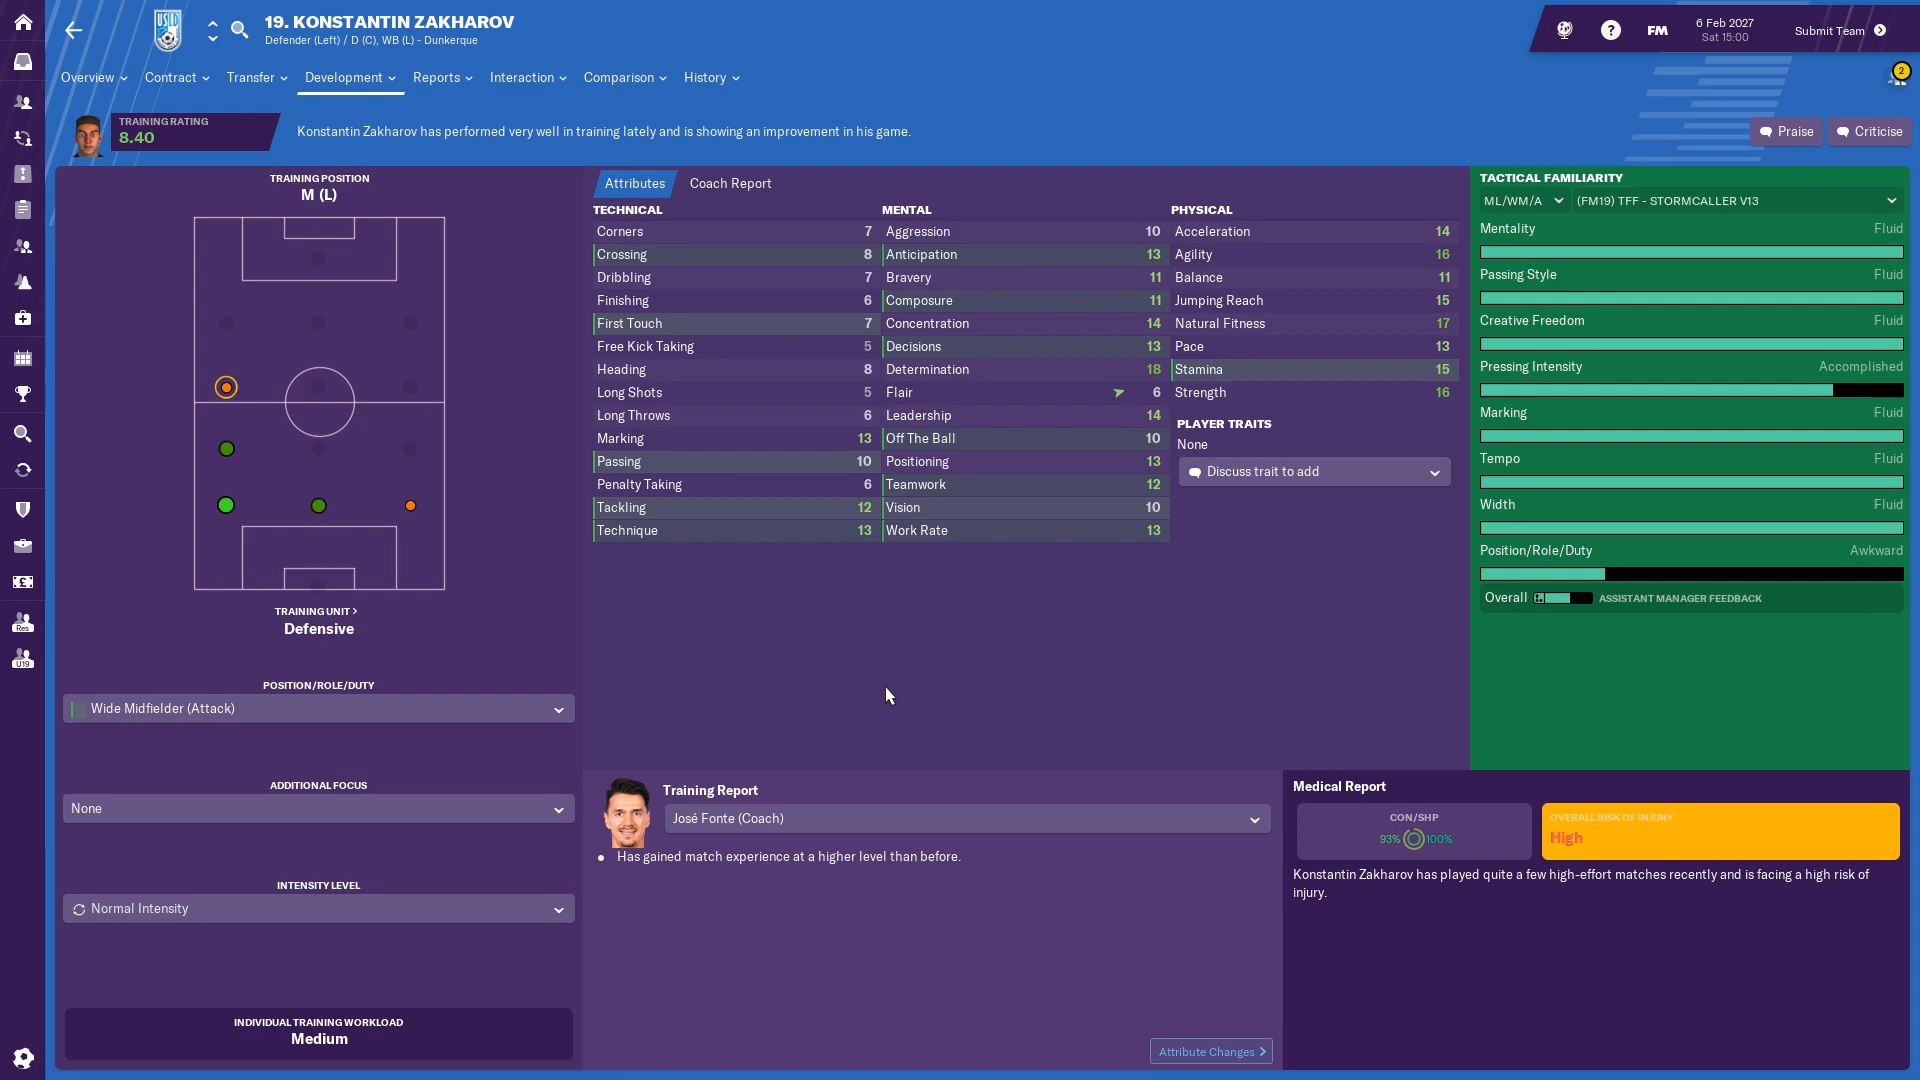 19. KONSTANTIN ZAKHAROV
Defender (Left) / D (C), WB (L) - Dunkerque
USLD
? FM 6 Feb 2027
Sat 15:00
Submit Team
Overview Contract Transfer Development Reports Interaction Comparison History
2
TRAINING RATING
8.40
Konstantin Zakharov has performed very well in training lately and is showing an improvement in his game.
Praise Criticise
TRAINING POSITION
M (L)
TRAINING UNIT >
Defensive
POSITION/ROLE/DUTY
Wide Midfielder (Attack)
ADDITIONAL FOCUS
None
INTENSITY LEVEL
Normal Intensity
INDIVIDUAL TRAINING WORKLOAD
Medium
Res
U19
Attributes Coach Report
TECHNICAL
Corners 7
Crossing 8
Dribbling 7
Finishing 6
First Touch 7
Free Kick Taking 5
Heading 8
Long Shots 5
Long Throws 6
Marking 13
Passing 10
Penalty Taking 6
Tackling 12
Technique 13
MENTAL
Aggression 10
Anticipation 13
Bravery 11
Composure 11
Concentration 14
Decisions 13
Determination 18
Flair 6
Leadership 14
Off The Ball 10
Positioning 13
Teamwork 12
Vision 10
Work Rate 13
PHYSICAL
Acceleration 14
Agility 16
Balance 11
Jumping Reach 15
Natural Fitness 17
Pace 13
Stamina 15
Strength 16
PLAYER TRAITS
None
Discuss trait to add
TACTICAL FAMILIARITY
ML/WM/A (FM19) TFF - STORMCALLER V13
Mentality Fluid
Passing Style Fluid
Creative Freedom Fluid
Pressing Intensity Accomplished
Marking Fluid
Tempo Fluid
Width Fluid
Position/Role/Duty Awkward
Overall ASSISTANT MANAGER FEEDBACK
Training Report
José Fonte (Coach)
Has gained match experience at a higher level than before.
Attribute Changes >
Medical Report
CON/SHP
93% 100%
OVERALL RISK OF INJURY
High
Konstantin Zakharov has played quite a few high-effort matches recently and is facing a high risk of
injury.